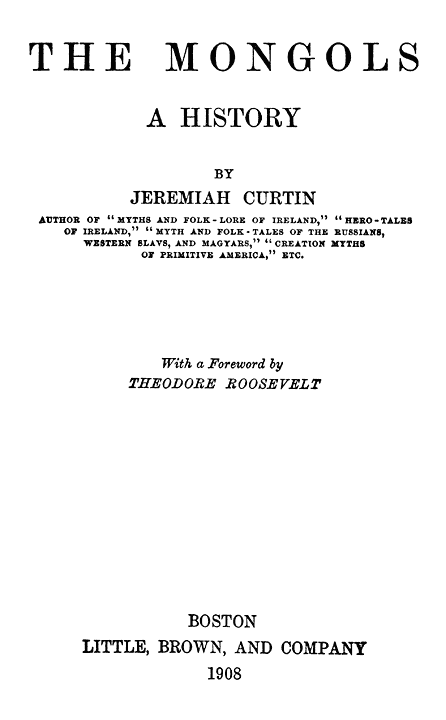 THE MONGOLS
A HISTORY
BY
JEREMIAH CURTIN
AUTHOR OF "MYTHS AND FOLK-LORE OF IRELAND," "HERO-TALES
OF IRELAND," "MYTH AND FOLK-TALES OF THE RUSSIANS,
WESTERN SLAVS, AND MAGYARS," "CREATION MYTHS
OF PRIMITIVE AMERICA," ETC.
With a Foreword by
THEODORE ROOSEVELT
BOSTON
LITTLE, BROWN, AND COMPANY
1908